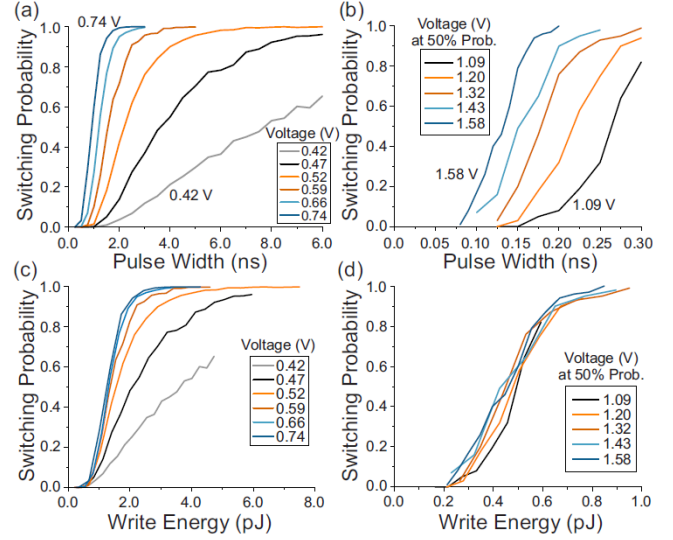 (a)
0.74 V
Switching Probability
1.0
0.8
0.6
0.4
0.2
0.0
0.42 V
Voltage (V)
0.42
0.47
0.52
0.59
0.66
0.74
0.0 2.0 4.0 6.0
Pulse Width (ns)
(b)
Voltage (V)
at 50% Prob.
1.09
1.20
1.32
1.43
1.58
Switching Probability
1.0
0.8
0.6
0.4
0.2
0.0
1.58 V
1.09 V
0.00 0.05 0.10 0.15 0.20 0.25 0.30
Pulse Width (ns)
(c)
Switching Probability
1.0
0.8
0.6
0.4
0.2
0.0
Voltage (V)
0.42
0.47
0.52
0.59
0.66
0.74
0.0 2.0 4.0 6.0 8.0
Write Energy (pJ)
(d)
Switching Probability
1.0
0.8
0.6
0.4
0.2
0.0
Voltage (V)
at 50% Prob.
1.09
1.20
1.32
1.43
1.58
0.0 0.2 0.4 0.6 0.8 1.0
Write Energy (pJ)